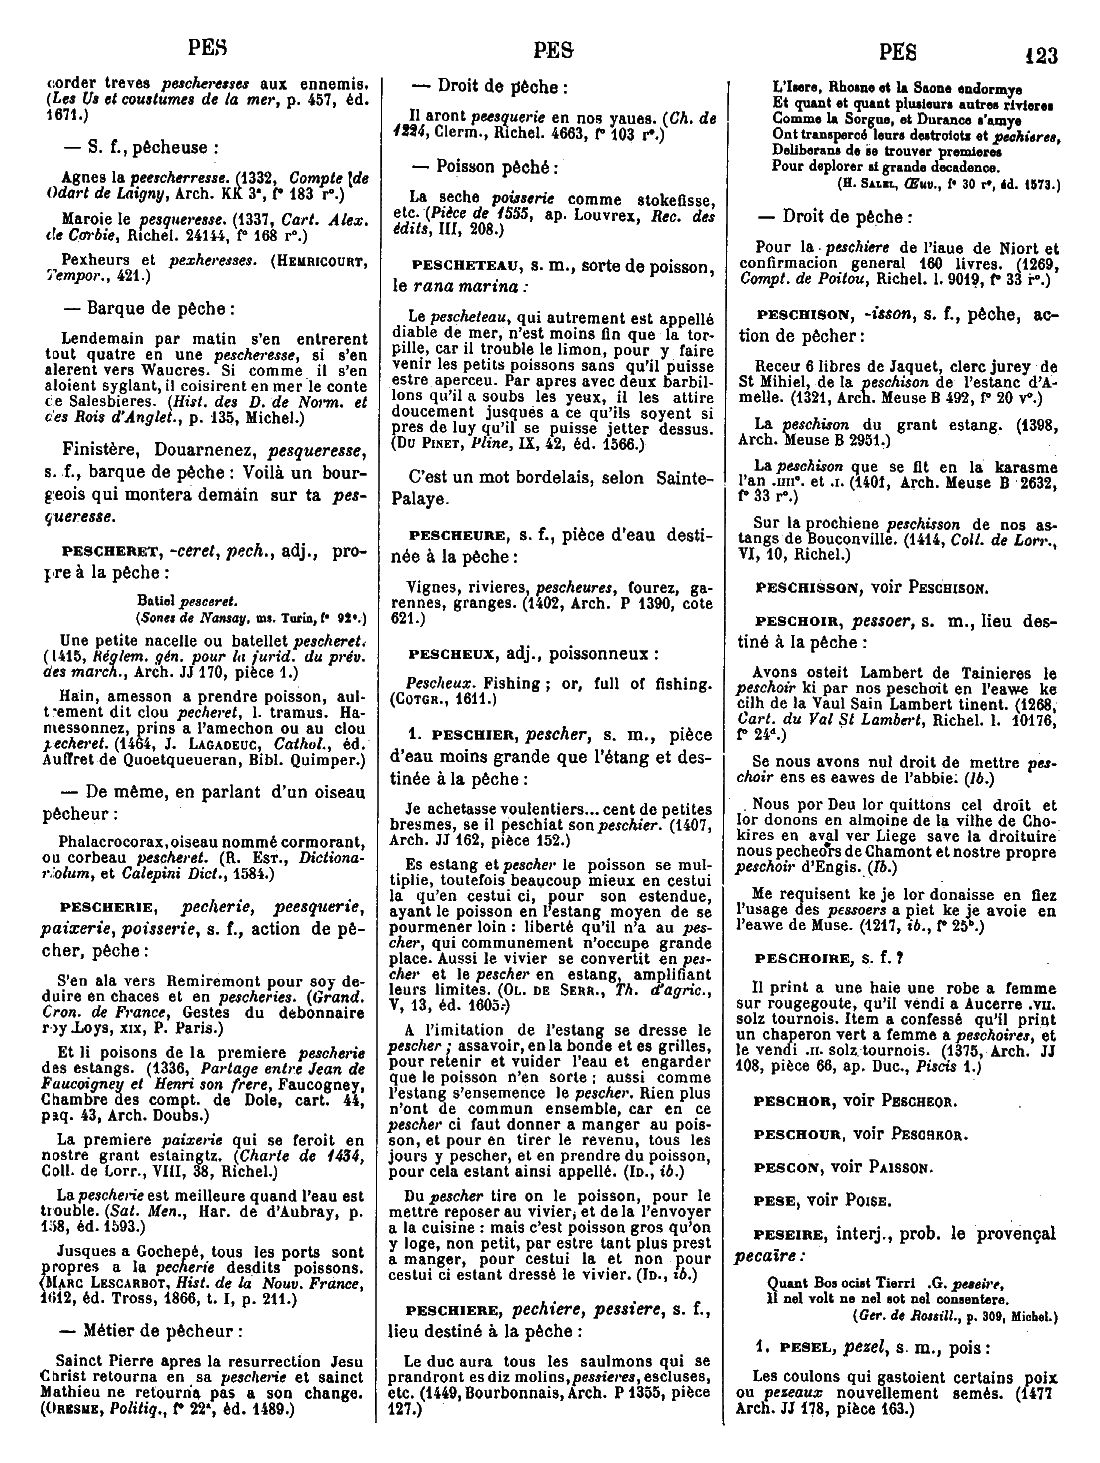 PES
PES
PES
123
corder treves pescheresses aux ennemis.
(Les Us et coustumes de la mer, p. 457, éd.
1671.)
— S. f., pêcheuse :
Agnes la peescherresse. (1332, Compte de
Odart de Laigny, Arch. KK 3ª, fº 183 rº.)
Maroie le pesqueresse. (1337, Cart. Alex.
de Corbie, Richel. 24144, fº 168 rº.)
Pexheurs et pexheresses. (HEMRICOURT,
Tempor., 421.)
— Barque de pêche :
Lendemain par matin s'en entrerent
tout quatre en une pescheresse, si s'en
alerent vers Waucres. Si comme il s'en
aloient syglant, il coisirent en mer le conte
de Salesbieres. (Hist. des D. de Norm. et
des Rois d'Anglet., p. 135, Michel.)
Finistère, Douarnenez, pesqueresse,
s. f., barque de pêche : Voilà un bour-
geois qui montera demain sur ta pes-
queresse.
PESCHERET, -ceret, pech., adj., pro-
pre à la pêche :
Batiel pesceret.
(Sones de Nansay, ms. Turin, fº 92ª.)
Une petite nacelle ou batellet pescheret.
(1415, Réglem. gén. pour la jurid. du prév.
des march., Arch. JJ 170, pièce 1.)
Hain, amesson a prendre poisson, aul-
trement dit clou pecheret, l. tramus. Ha-
messonnez, prins a l'amechon ou au clou
pecheret. (1464, J. LAGADEUC, Cathol., éd.
Auffret de Quoetqueueran, Bibl. Quimper.)
— De même, en parlant d'un oiseau
pêcheur :
Phalacrocorax, oiseau nommé cormorant,
ou corbeau pescheret. (R. EST., Dictiona-
riolum, et Calepini Dict., 1584.)
PESCHERIE, pecherie, peesquerie,
paixerie, poisserie, s. f., action de pê-
cher, pêche :
S'en ala vers Remiremont pour soy de-
duire en chaces et en pescheries. (Grand.
Cron. de France, Gestes du debonnaire
roy Loys, XIX, P. Paris.)
Et li poisons de la premiere pescherie
des estangs. (1336, Partage entre Jean de
Faucoigney et Henri son frere, Faucogney,
Chambre des compt. de Dole, cart. 44,
paq. 43, Arch. Doubs.)
La premiere paixerie qui se feroit en
nostre grant estaingtz. (Charte de 1434,
Coll. de Lorr., VIII, 38, Richel.)
La pescherie est meilleure quand l'eau est
trouble. (Sat. Men., Har. de d'Aubray, p.
158, éd. 1593.)
Jusques a Gochepé, tous les ports sont
propres a la pecherie desdits poissons.
(MARC LESCARBOT, Hist. de la Nouv. France,
1612, éd. Tross, 1866, t. I, p. 211.)
— Métier de pêcheur :
Sainct Pierre apres la resurrection Jesu
Christ retourna en sa pescherie et sainct
Mathieu ne retourna pas a son change.
(ORESME, Politiq., fº 22ª, éd. 1489.)
— Droit de pêche :
Il aront peesquerie en nos yaues. (Ch. de
1224, Clerm., Richel. 4663, fº 103 rº.)
— Poisson pêché :
La seche poisserie comme stokefisse,
etc. (Pièce de 1555, ap. Louvrex, Rec. des
édits, III, 208.)
PESCHETEAU, s. m., sorte de poisson,
le rana marina :
Le pescheteau, qui autrement est appellé
diable de mer, n'est moins fin que la tor-
pille, car il trouble le limon, pour y faire
venir les petits poissons sans qu'il puisse
estre aperceu. Par apres avec deux barbil-
lons qu'il a soubs les yeux, il les attire
doucement jusques a ce qu'ils soyent si
pres de luy qu'il se puisse jetter dessus.
(DU PINET, Pline, IX, 42, éd. 1566.)
C'est un mot bordelais, selon Sainte-
Palaye.
PESCHEURE, s. f., pièce d'eau desti-
née à la pêche :
Vignes, rivieres, pescheures, fourez, ga-
rennes, granges. (1402, Arch. P 1390, cote
621.)
PESCHEUX, adj., poissonneux :
Pescheux. Fishing ; or, full of fishing.
(COTGR., 1611.)
1. PESCHIER, pescher, s. m., pièce
d'eau moins grande que l'étang et des-
tinée à la pêche :
Je achetasse voulentiers... cent de petites
bresmes, se il peschiat son peschier. (1407,
Arch. JJ 162, pièce 152.)
Es estang et pescher le poisson se mul-
tiplie, toutefois beaucoup mieux en cestui
la qu'en cestui ci, pour son estendue,
ayant le poisson en l'estang moyen de se
pourmener loin : liberté qu'il n'a au pes-
cher, qui communement n'occupe grande
place. Aussi le vivier se convertit en pes-
cher et le pescher en estang, amplifiant
leurs limites. (OL. DE SERR., Th. d'agric.,
V, 13, éd. 1605.)
A l'imitation de l'estang se dresse le
pescher ; assavoir, en la bonde et es grilles,
pour retenir et vuider l'eau et engarder
que le poisson n'en sorte ; aussi comme
l'estang s'ensemence le pescher. Rien plus
n'ont de commun ensemble, car en ce
pescher ci faut donner a manger au pois-
son, et pour en tirer le revenu, tous les
jours y pescher, et en prendre du poisson,
pour cela estant ainsi appellé. (ID., ib.)
Du pescher tire on le poisson, pour le
mettre reposer au vivier, et de la l'envoyer
a la cuisine : mais c'est poisson gros qu'on
y loge, non petit, par estre tant plus prest
a manger, pour cestui la et non pour
cestui ci estant dressé le vivier. (ID., ib.)
PESCHIERE, pechiere, pessiere, s. f.,
lieu destiné à la pêche :
Le duc aura tous les saulmons qui se
prandront es diz molins, pessieres, escluses,
etc. (1449, Bourbonnais, Arch. P 1355, pièce
127.)
L'Isere, Rhosne et la Saone endormye
Et quant et quant plusieurs autres rivieres
Comme la Sorgue, et Durance s'amye
Ont transpercé leurs destroiots et pechieres,
Deliberans de se trouver premieres
Pour deplorer si grande decadence.
(H. SALEL, Œuv., fº 30 rº, éd. 1573.)
— Droit de pêche :
Pour la peschiere de l'iaue de Niort et
confirmacion general 160 livres. (1269,
Compt. de Poitou, Richel. l. 9019, fº 33 rº.)
PESCHISON, -isson, s. f., pêche, ac-
tion de pêcher :
Receu 6 libres de Jaquet, clerc jurey de
St Mihiel, de la peschison de l'estanc d'A-
melle. (1321, Arch. Meuse B 492, fº 20 vº.)
La peschison du grant estang. (1398,
Arch. Meuse B 2951.)
La peschison que se fit en la karasme
l'an .IIIIº. et .I. (1401, Arch. Meuse B 2632,
fº 33 rº.)
Sur la prochiene peschisson de nos as-
tangs de Bouconville. (1414, Coll. de Lorr.,
VI, 10, Richel.)
PESCHISSON, voir PESCHISON.
PESCHOIR, pessoer, s. m., lieu des-
tiné à la pêche :
Avons osteit Lambert de Tainieres le
peschoir ki par nos peschoit en l'eawe ke
cilh de la Vaul Sain Lambert tinent. (1268,
Cart. du Val St Lambert, Richel. l. 10176,
fº 24ᵈ.)
Se nous avons nul droit de mettre pes-
choir ens es eawes de l'abbie. (Ib.)
Nous por Deu lor quittons cel droit et
lor donons en almoine de la vilhe de Cho-
kires en aval ver Liege save la droituire
nous pecheors de Chamont et nostre propre
peschoir d'Engis. (Ib.)
Me requisent ke je lor donaisse en fiez
l'usage des pessoers a piet ke je avoie en
l'eawe de Muse. (1217, ib., fº 25ᵇ.)
PESCHOIRE, s. f. ?
Il print a une haie une robe a femme
sur rougegoute, qu'il vendi a Aucerre .VII.
solz tournois. Item a confessé qu'il print
un chaperon vert a femme a peschoires, et
le vendi .II. solz tournois. (1375, Arch. JJ
108, pièce 66, ap. Duc., Piscis 1.)
PESCHOR, voir PESCHEOR.
PESCHOUR, voir PESCHEOR.
PESCON, voir PAISSON.
PESE, voir POISE.
PESEIRE, interj., prob. le provençal
pecaïre :
Quant Bos ocist Tierri .G. peseire,
Il nel volt ne nel sot nel consentere.
(Ger. de Rossill., p. 309, Michel.)
1. PESEL, pezel, s. m., pois :
Les coulons qui gastoient certains poix
ou pezeaux nouvellement semés. (1477
Arch. JJ 178, pièce 163.)